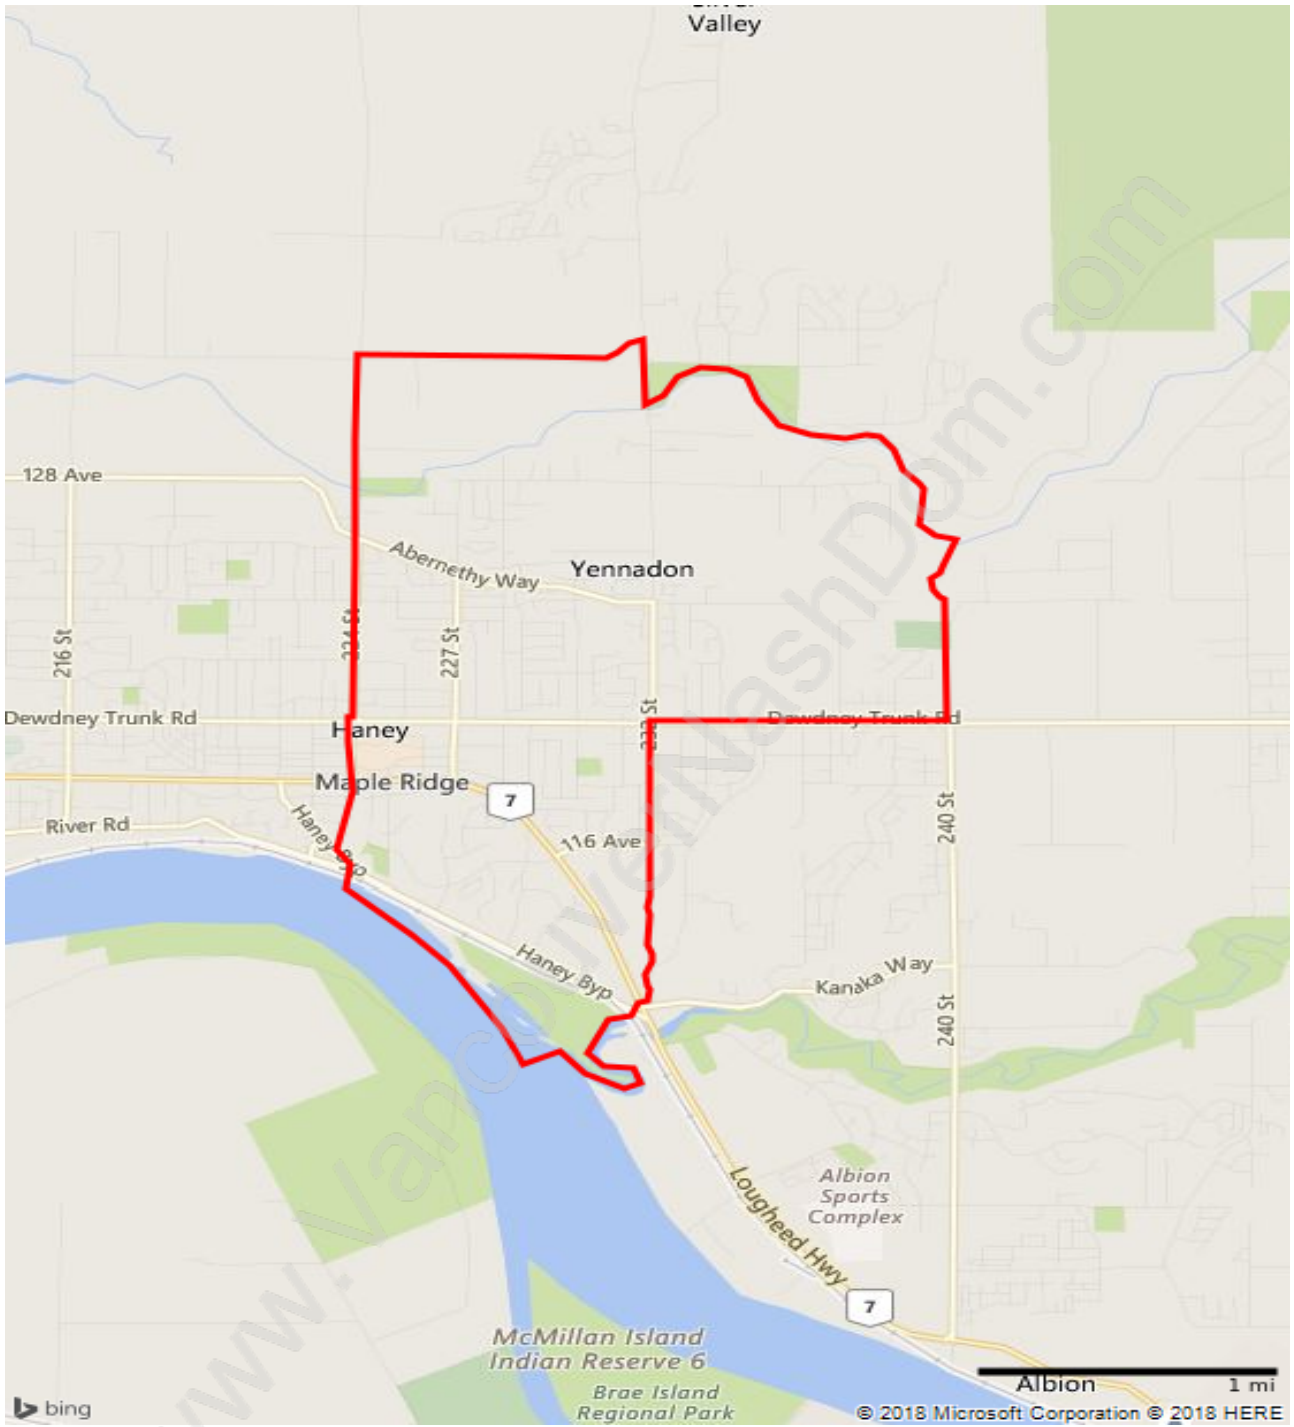 Valley
128 Ave
Abernethy Way
Yennadon
216 St
224 St
227 St
232 St
Dewdney Trunk Rd
Dewdney Trunk Rd
Haney
Maple Ridge
7
River Rd
Haney Byp
116 Ave
240 St
Haney Byp
Kanaka Way
240 St
Albion
Sports
Complex
Lougheed Hwy
7
McMillan Island
Indian Reserve 6
Brae Island
Regional Park
Albion
1 mi
bing
© 2018 Microsoft Corporation © 2018 HERE
www.VancouverNashDom.com